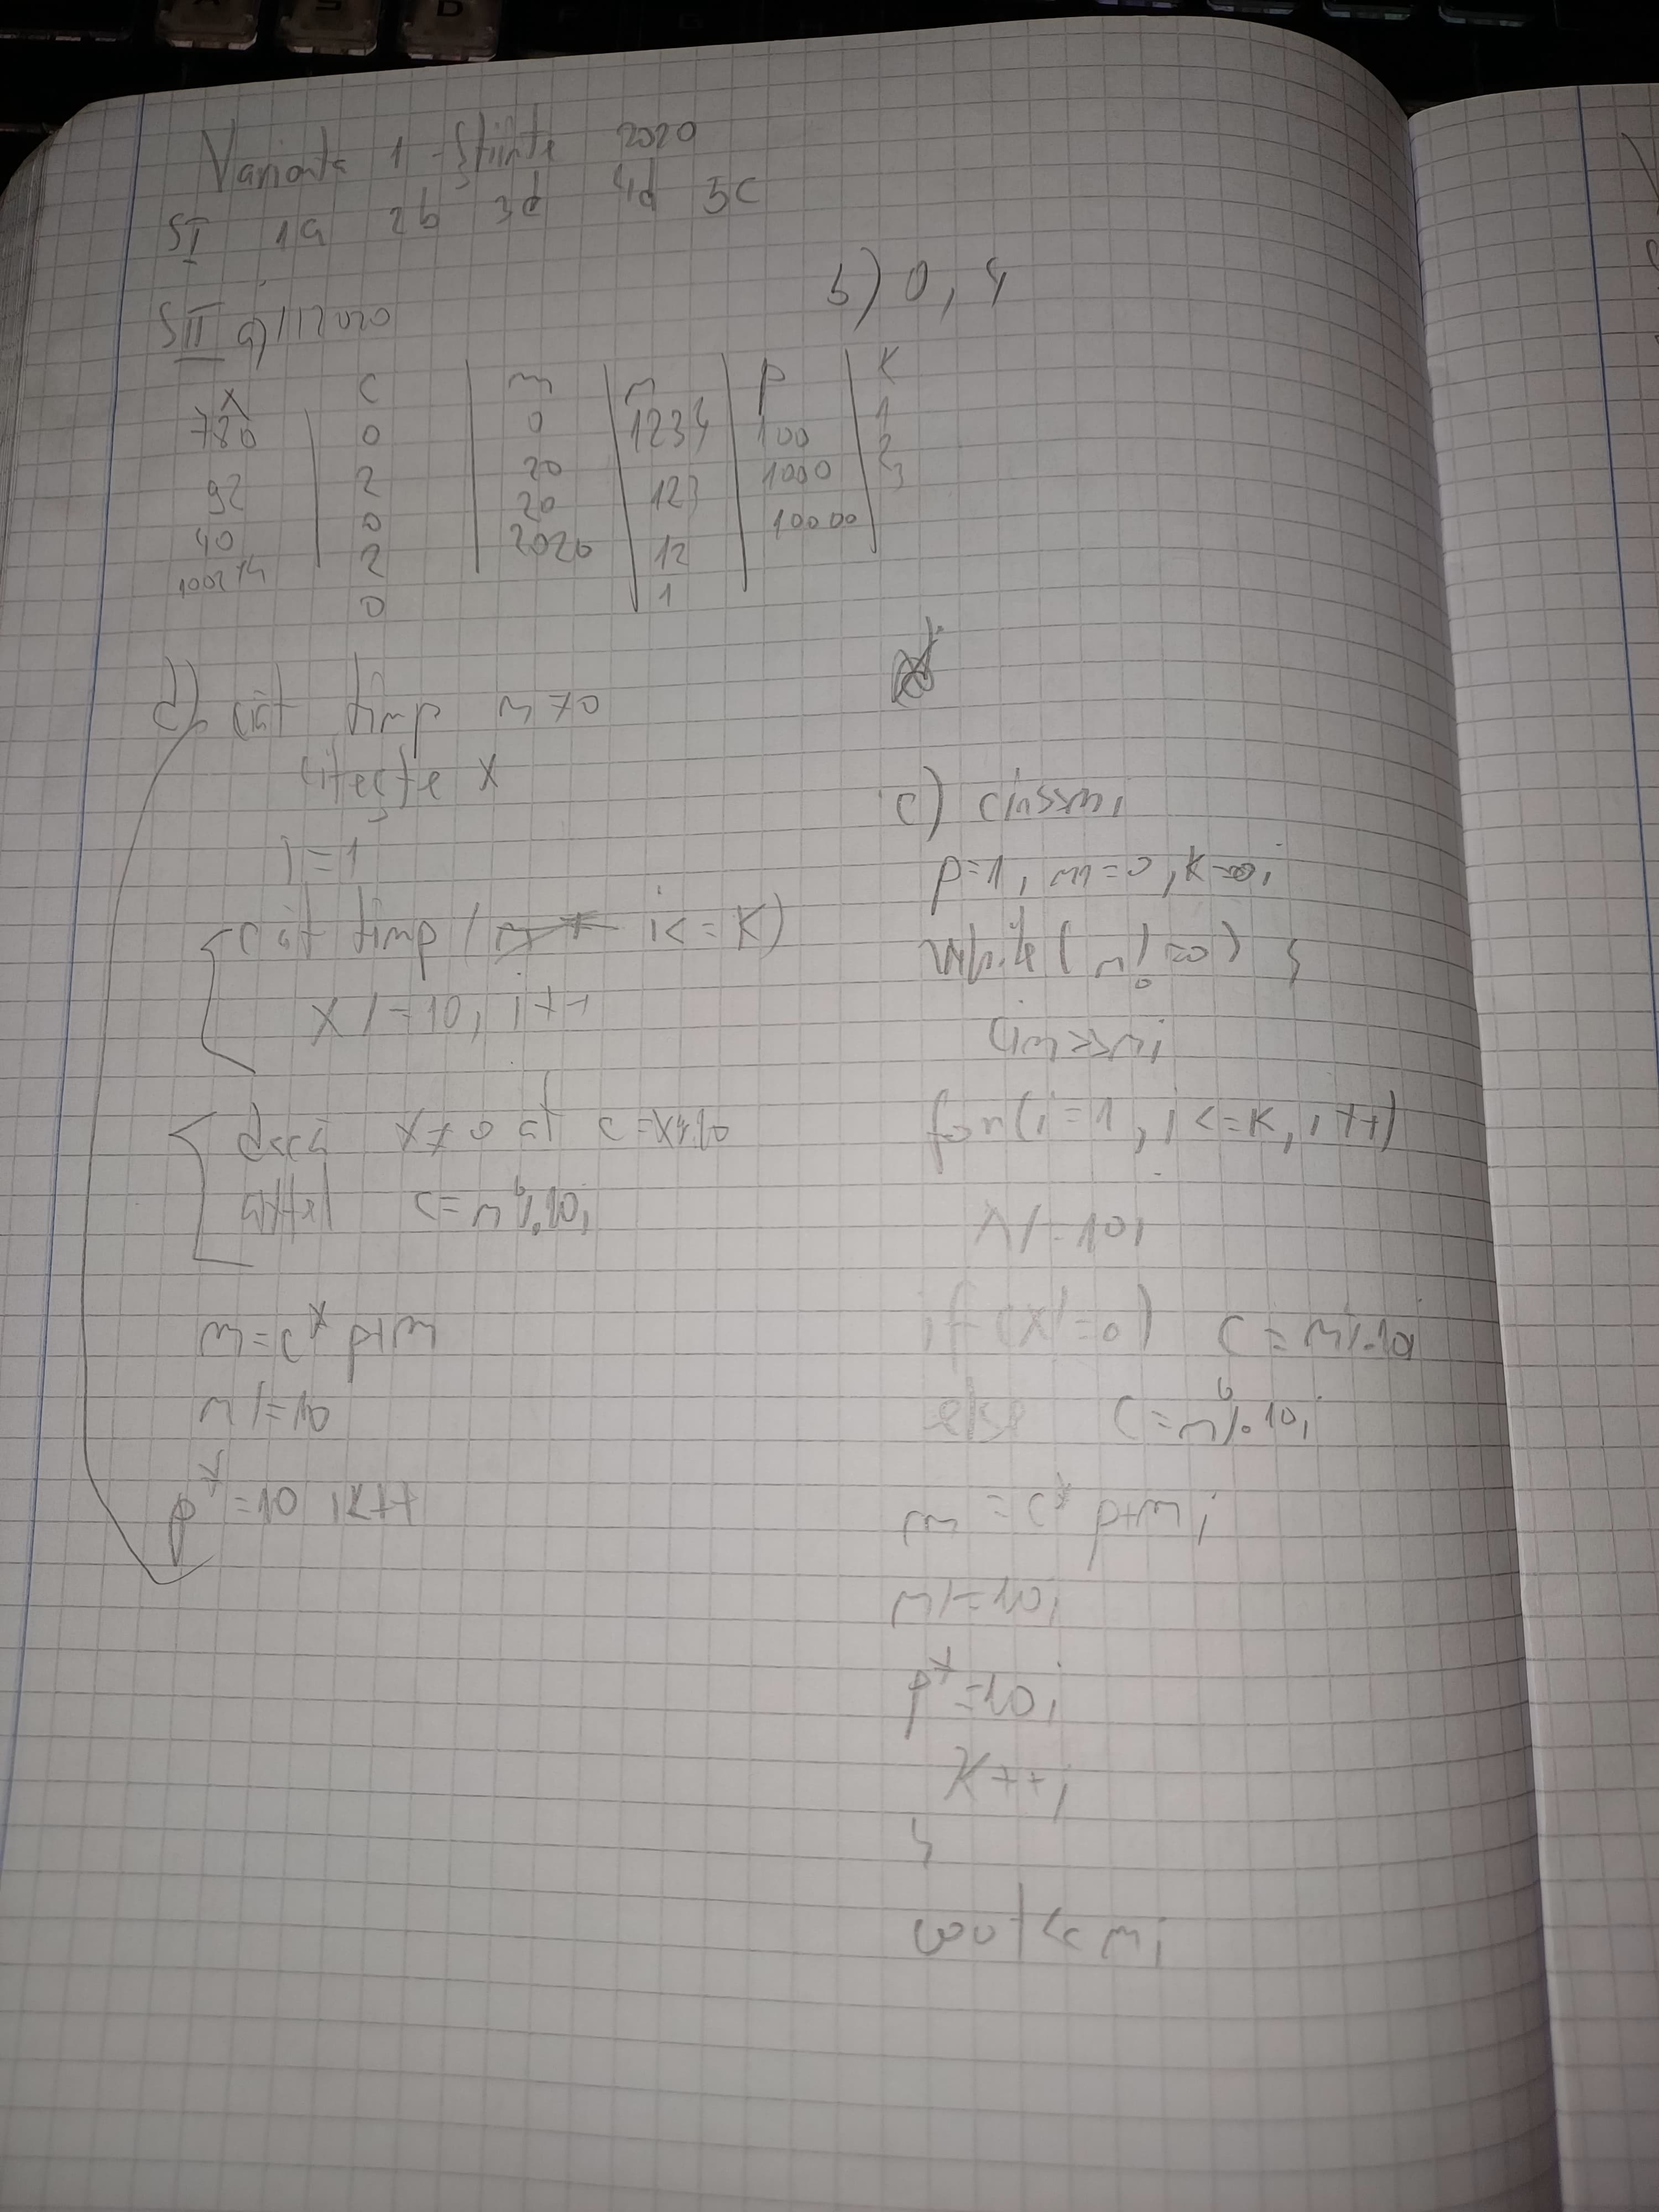 Varianta 1 științe 2020
SI 1a 2b 3d 4d 5c
b) 0, 4
SII a) 2020
x c m n p k
780 0 0 1234 100 1
92 2 20 123 1000 2
40 0 20 12 10000 3
2 2020 1
0
d) cât timp n≠0
citește x
i=1
cât timp ( i<=k)
x/=10, i++
dacă x≠0 at c=x%10
altfel c=n%10;
m=c*p+m
n/=10
p*=10 ;k++
c) cin>>n;
p=1, m=0, k=0;
while (n!=0) {
cin>>x;
for(i=1, i<=k, i++)
x/=10;
if (x!=0) c=n%10;
else c=n%10;
m=c*p+m;
n/=10;
p*=10;
k++;
}
cout<<m;